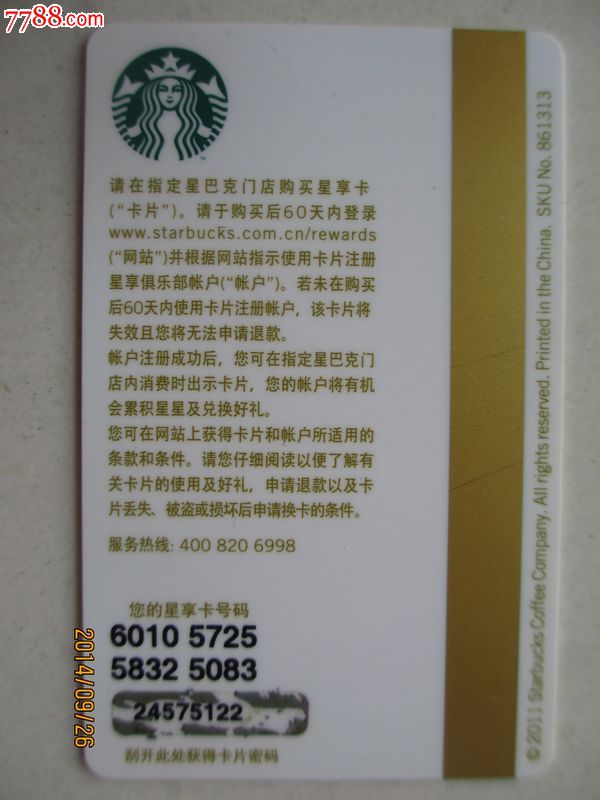 7788.com
请在指定星巴克门店购买星享卡
(“卡片”)。请于购买后60天内登录
www.starbucks.com.cn/rewards
(“网站”)并根据网站指示使用卡片注册
星享俱乐部帐户(“帐户”)。若未在购买
后60天内使用卡片注册帐户，该卡片将
失效且您将无法申请退款。
帐户注册成功后，您可在指定星巴克门
店内消费时出示卡片，您的帐户将有机
会累积星星及兑换好礼。
您可在网站上获得卡片和帐户所适用的
条款和条件。请您仔细阅读以便了解有
关卡片的使用及好礼，申请退款以及卡
片丢失、被盗或损坏后申请换卡的条件。
服务热线: 400 820 6998
您的星享卡号码
6010 5725
5832 5083
24575122
刮开此处获得卡片密码
© 2011 Starbucks Coffee Company. All rights reserved. Printed in the China. SKU No. 861313
2014/09/26